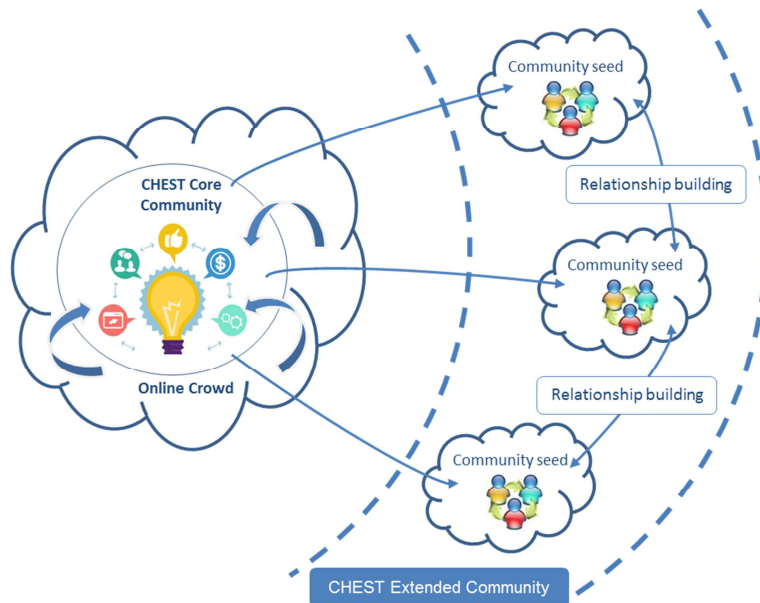 Community seed
CHEST Core
Community
Relationship building
Community seed
Online Crowd
Relationship building
Community seed
CHEST Extended Community